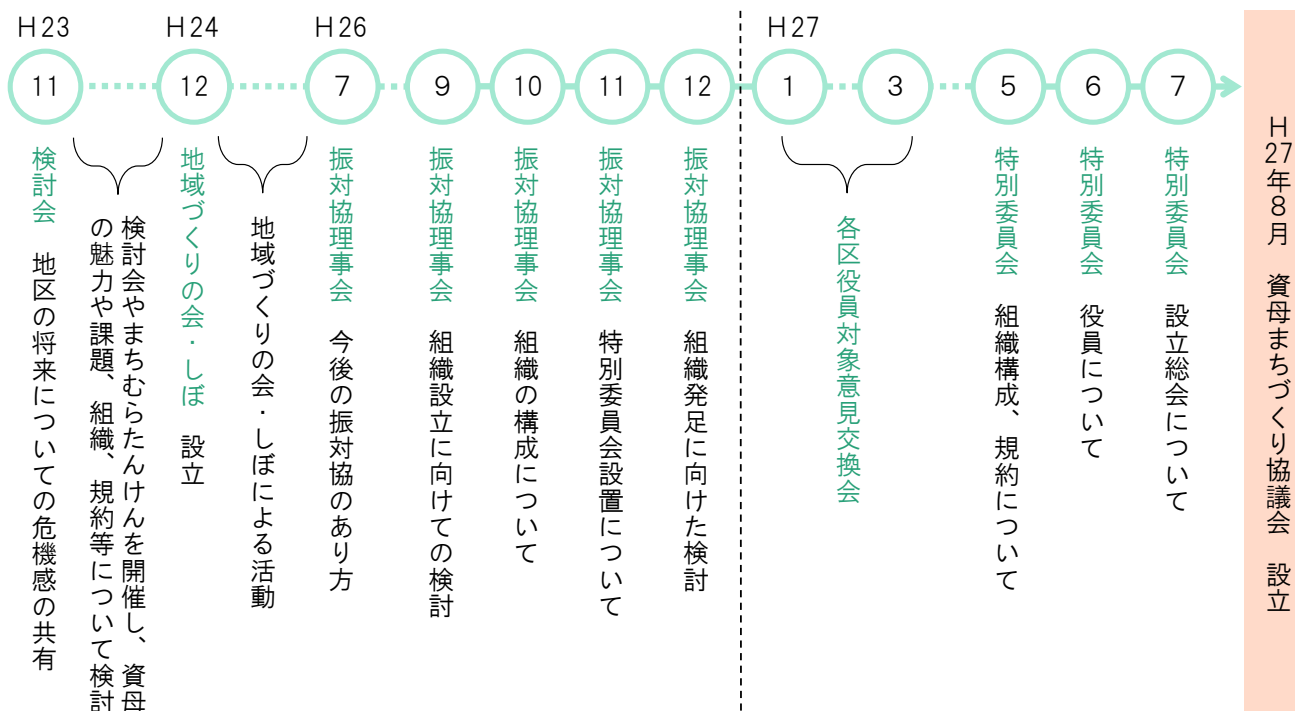 H23
H24
H26
H27
11
12
7
9
10
11
12
1
3
5
6
7
検討会　地区の将来についての危機感の共有
検討会やまちむらたんけんを開催し、資母
の魅力や課題、組織、規約等について検討
地域づくりの会・しぼ　設立
地域づくりの会・しぼによる活動
振対協理事会　今後の振対協のあり方
振対協理事会　組織設立に向けての検討
振対協理事会　組織の構成について
振対協理事会　特別委員会設置について
振対協理事会　組織発足に向けた検討
各区役員対象意見交換会
特別委員会　組織構成、規約について
特別委員会　役員について
特別委員会　設立総会について
H27年8月　資母まちづくり協議会　設立